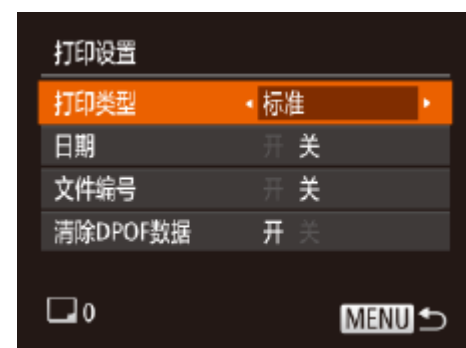 打印设置
打印类型 标准
日期 开 关
文件编号 开 关
清除DPOF数据 开 关
0 MENU